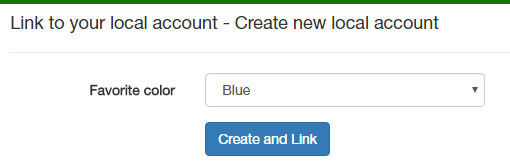 Link to your local account - Create new local account
Favorite color
Blue
Create and Link